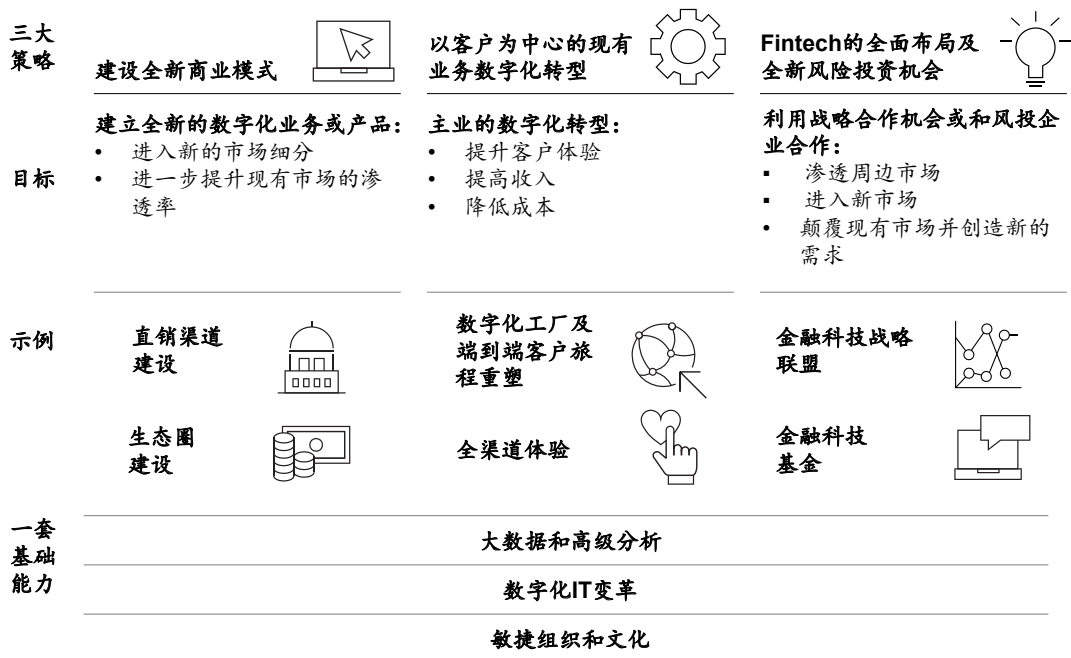 三大
策略
建设全新商业模式
以客户为中心的现有
业务数字化转型
Fintech的全面布局及
全新风险投资机会
目标
建立全新的数字化业务或产品：
• 进入新的市场细分
• 进一步提升现有市场的渗
透率
主业的数字化转型：
• 提升客户体验
• 提高收入
• 降低成本
利用战略合作机会或和风投企
业合作：
▪ 渗透周边市场
▪ 进入新市场
• 颠覆现有市场并创造新的
需求
示例
直销渠道
建设
数字化工厂及
端到端客户旅
程重塑
金融科技战略
联盟
生态圈
建设
全渠道体验
金融科技
基金
一套
基础
能力
大数据和高级分析
数字化IT变革
敏捷组织和文化